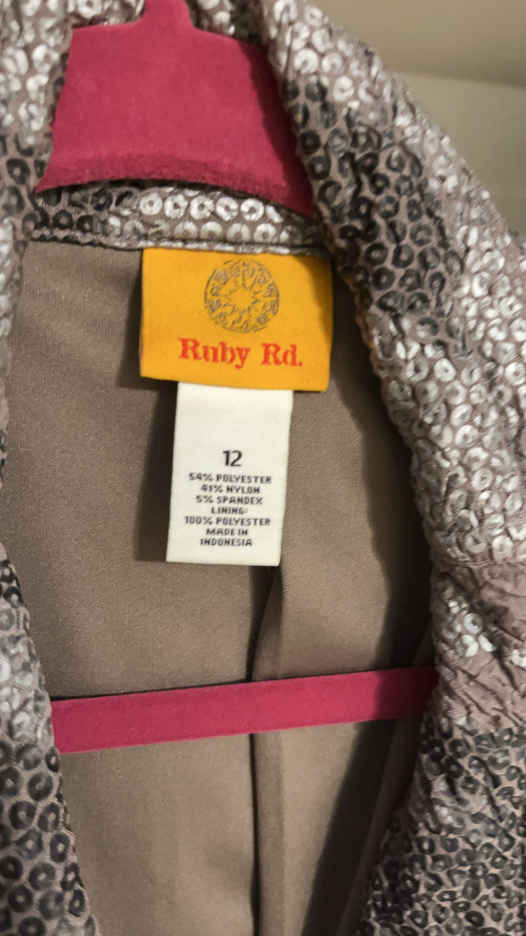 Ruby Rd.
12
54% POLYESTER
41% NYLON
5% SPANDEX
LINING:
100% POLYESTER
MADE IN
INDONESIA